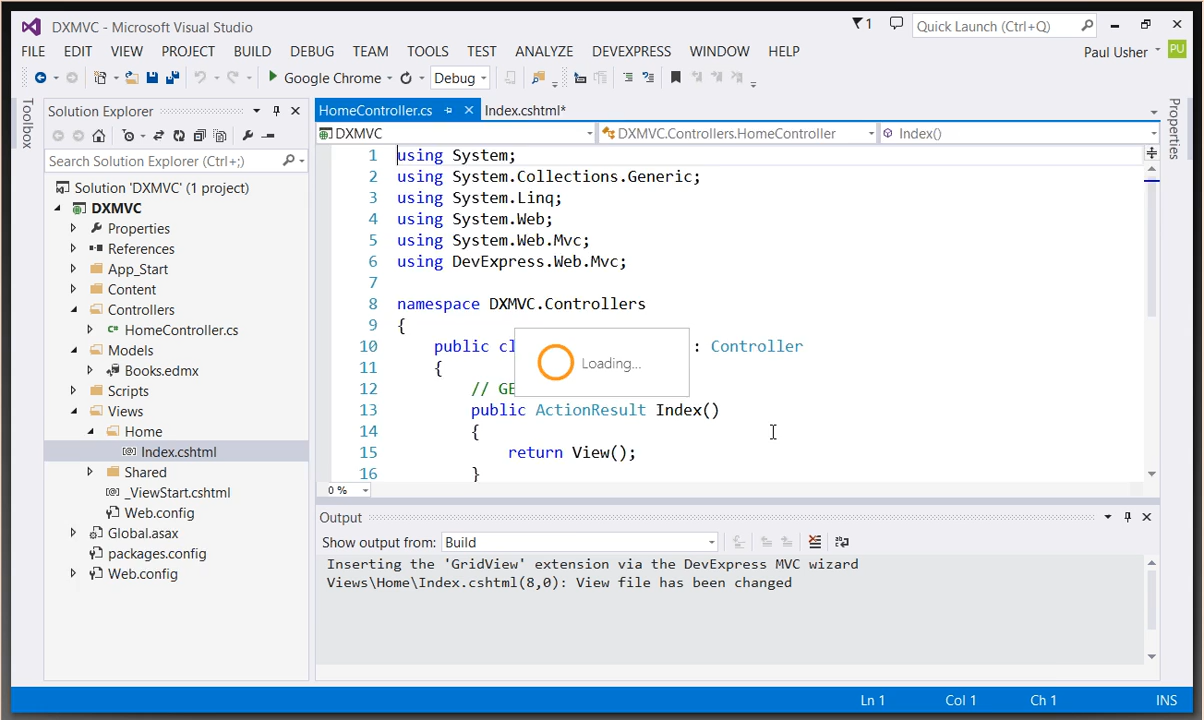 DXMVC - Microsoft Visual Studio
1
Quick Launch (Ctrl+Q)
FILE EDIT VIEW PROJECT BUILD DEBUG TEAM TOOLS TEST ANALYZE DEVEXPRESS WINDOW HELP
Paul Usher PU
Google Chrome Debug
Toolbox
Solution Explorer
Search Solution Explorer (Ctrl+;)
Solution 'DXMVC' (1 project)
DXMVC
Properties
References
App_Start
Content
Controllers
HomeController.cs
Models
Books.edmx
Scripts
Views
Home
Index.cshtml
Shared
_ViewStart.cshtml
Web.config
Global.asax
packages.config
Web.config
HomeController.cs Index.cshtml*
DXMVC DXMVC.Controllers.HomeController Index()
1 using System;
2 using System.Collections.Generic;
3 using System.Linq;
4 using System.Web;
5 using System.Web.Mvc;
6 using DevExpress.Web.Mvc;
7
8 namespace DXMVC.Controllers
9 {
10 public cl : Controller
11 {
12 // GE
13 public ActionResult Index()
14 {
15 return View();
16 }
Loading...
0 %
Output
Show output from: Build
Inserting the 'GridView' extension via the DevExpress MVC wizard
Views\Home\Index.cshtml(8,0): View file has been changed
Properties
Ln 1 Col 1 Ch 1 INS